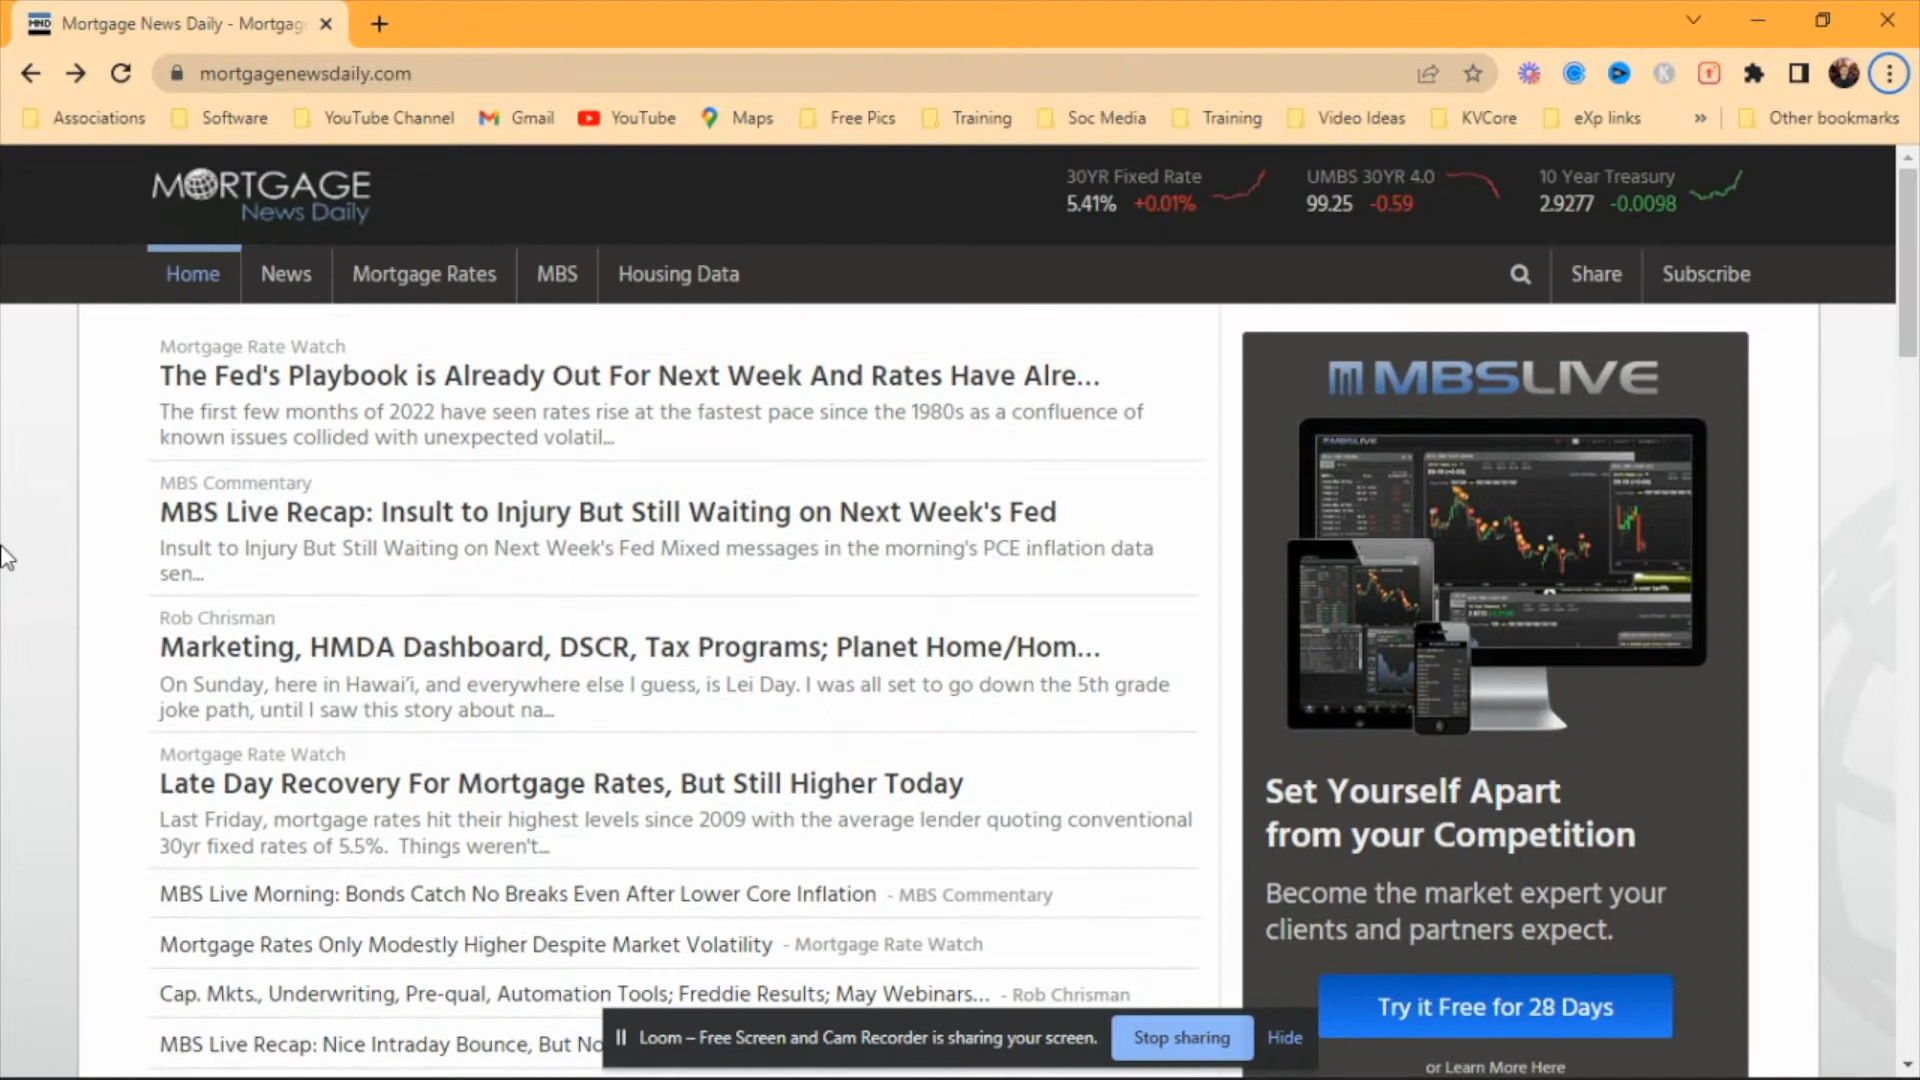 MND Mortgage News Daily - Mortgag
mortgagenewsdaily.com
Associations Software YouTube Channel Gmail YouTube Maps Free Pics Training Soc Media Training Video Ideas KVCore eXp links » Other bookmarks
MORTGAGE
News Daily
30YR Fixed Rate
5.41% +0.01%
UMBS 30YR 4.0
99.25 -0.59
10 Year Treasury
2.9277 -0.0098
Home News Mortgage Rates MBS Housing Data Share Subscribe
Mortgage Rate Watch
The Fed's Playbook is Already Out For Next Week And Rates Have Alre...
The first few months of 2022 have seen rates rise at the fastest pace since the 1980s as a confluence of
known issues collided with unexpected volatil...
MBS Commentary
MBS Live Recap: Insult to Injury But Still Waiting on Next Week's Fed
Insult to Injury But Still Waiting on Next Week's Fed Mixed messages in the morning's PCE inflation data
sen...
Rob Chrisman
Marketing, HMDA Dashboard, DSCR, Tax Programs; Planet Home/Hom...
On Sunday, here in Hawai'i, and everywhere else I guess, is Lei Day. I was all set to go down the 5th grade
joke path, until I saw this story about na...
Mortgage Rate Watch
Late Day Recovery For Mortgage Rates, But Still Higher Today
Last Friday, mortgage rates hit their highest levels since 2009 with the average lender quoting conventional
30yr fixed rates of 5.5%. Things weren't...
MBS Live Morning: Bonds Catch No Breaks Even After Lower Core Inflation - MBS Commentary
Mortgage Rates Only Modestly Higher Despite Market Volatility - Mortgage Rate Watch
Cap. Mkts., Underwriting, Pre-qual, Automation Tools; Freddie Results; May Webinars... - Rob Chrisman
MBS Live Recap: Nice Intraday Bounce, But No
MBSLIVE
MBSLIVE
Set Yourself Apart
from your Competition
Become the market expert your
clients and partners expect.
Try it Free for 28 Days
or Learn More Here
Loom – Free Screen and Cam Recorder is sharing your screen. Stop sharing Hide